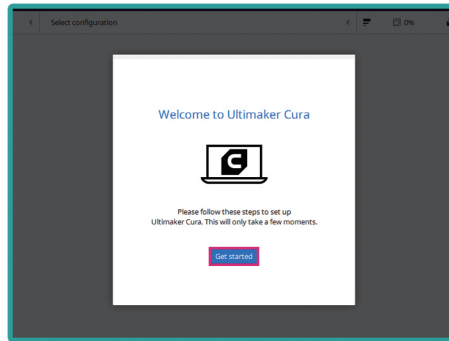 Select configuration
0%
Welcome to Ultimaker Cura
C
Please follow these steps to set up
Ultimaker Cura. This will only take a few moments.
Get started